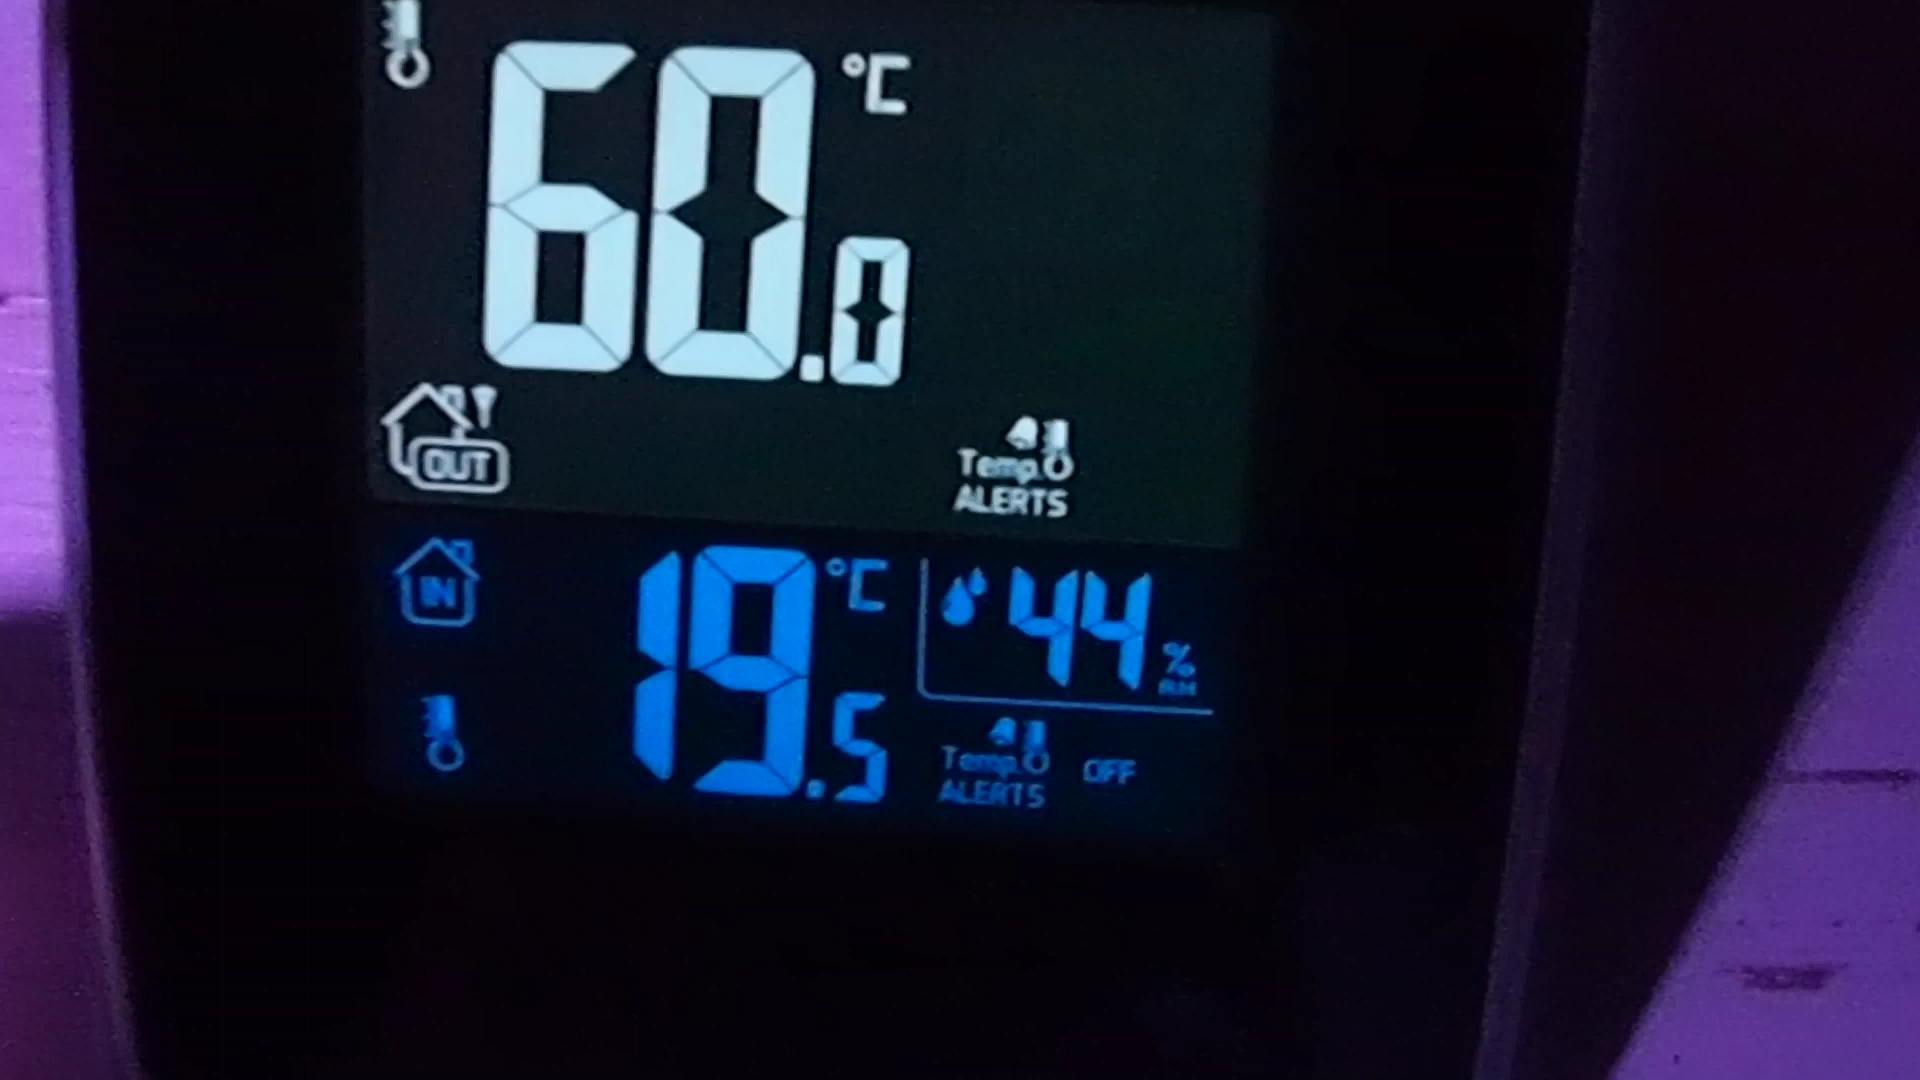 60.0 °C
OUT
Temp.
ALERTS
IN
19.5 °C
44 %
RH
Temp.
ALERTS
OFF